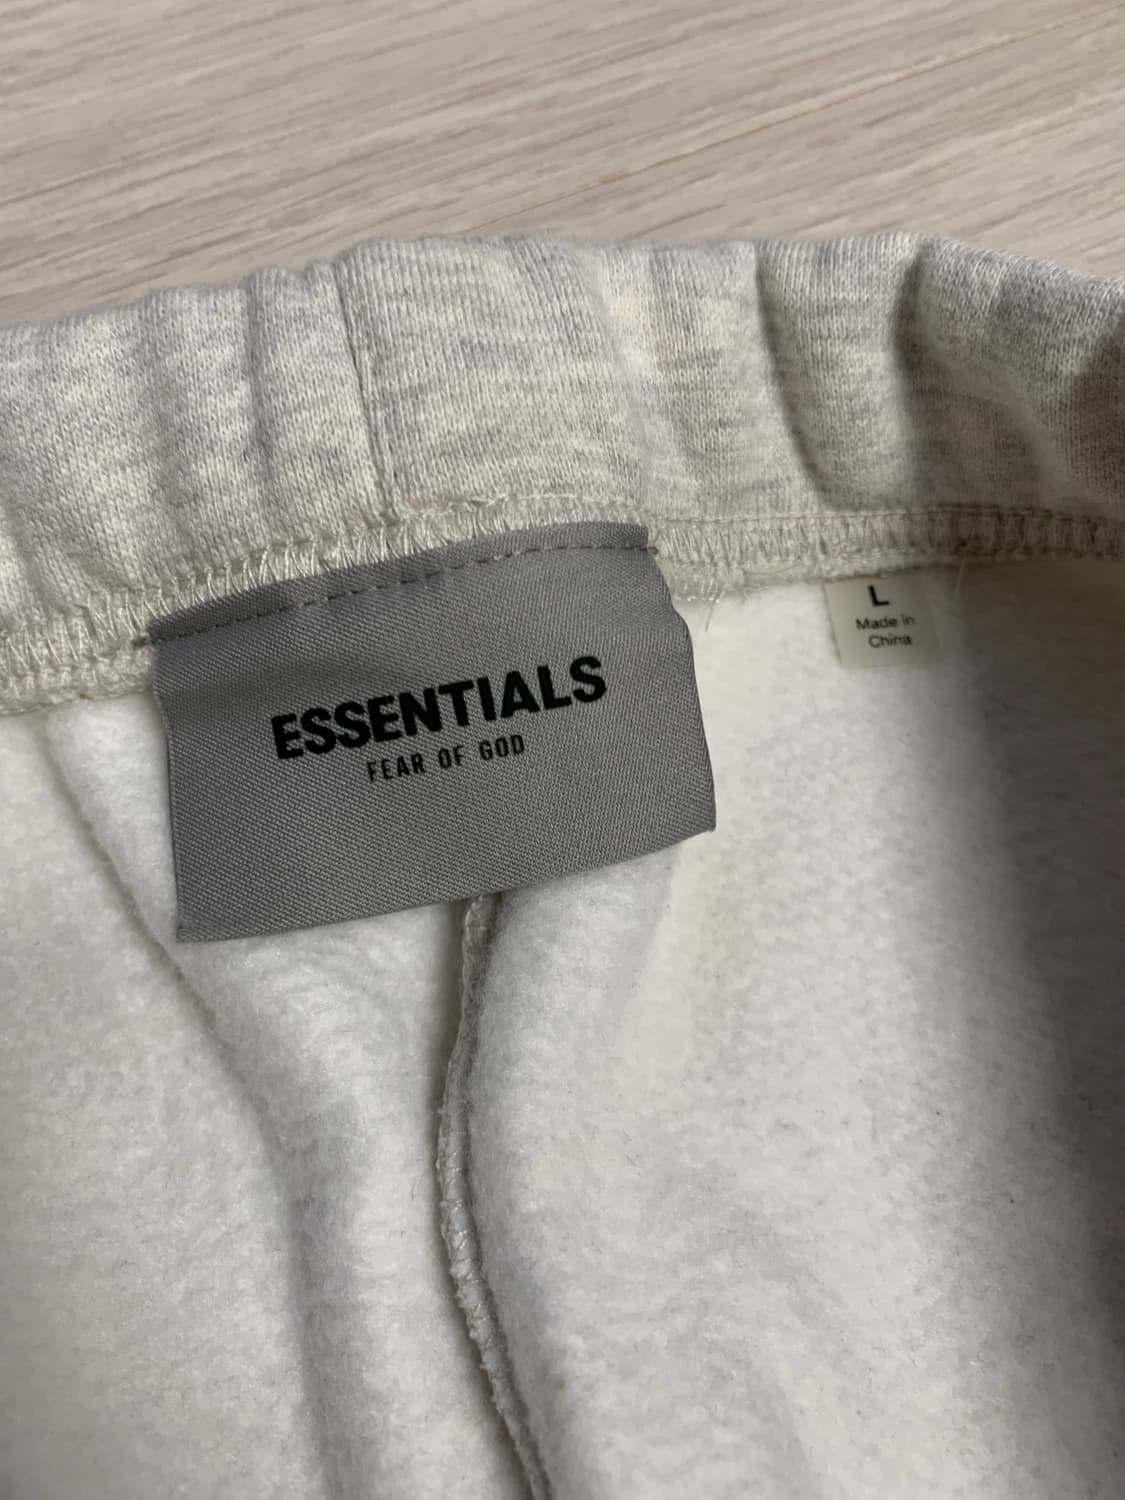 ESSENTIALS
FEAR OF GOD
L
Made in
China